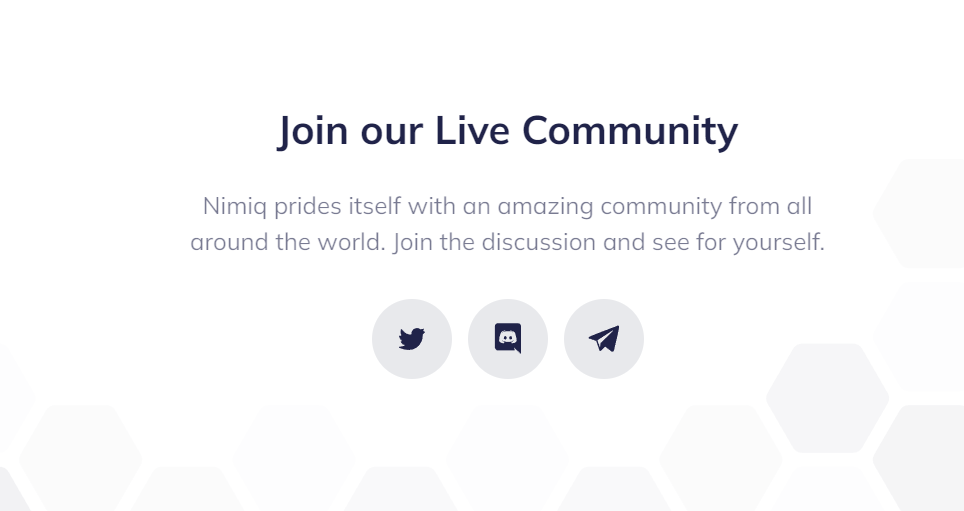 Join our Live Community
Nimiq prides itself with an amazing community from all
around the world. Join the discussion and see for yourself.